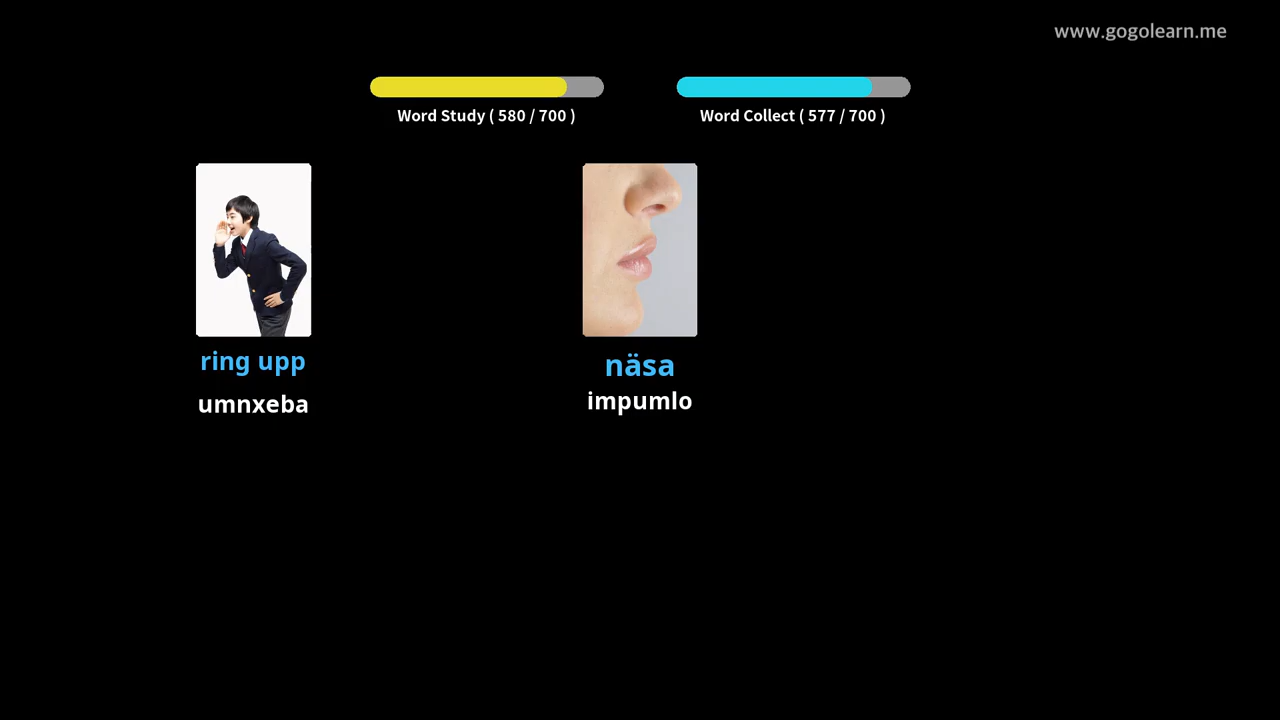 www.gogolearn.me
Word Study ( 580 / 700 )
Word Collect ( 577 / 700 )
ring upp
umnxeba
näsa
impumlo